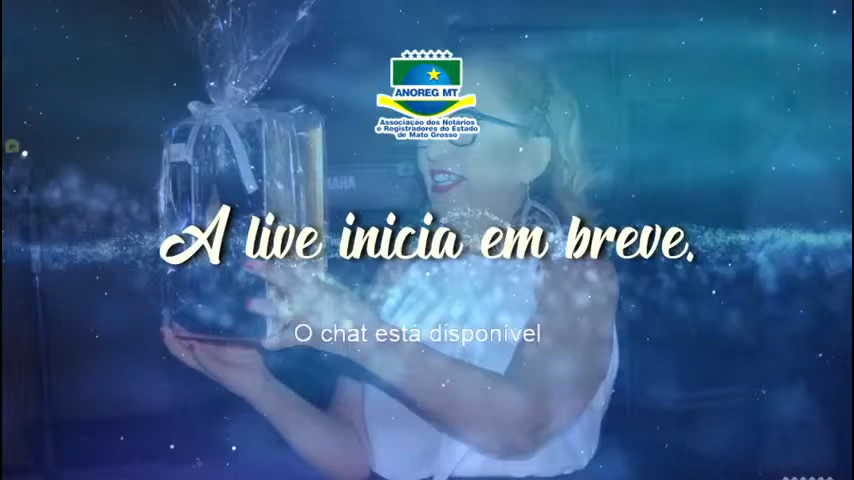 ANOREG MT
Associação dos Notários
e Registradores do Estado
de Mato Grosso
A live inicia em breve.
O chat está disponível